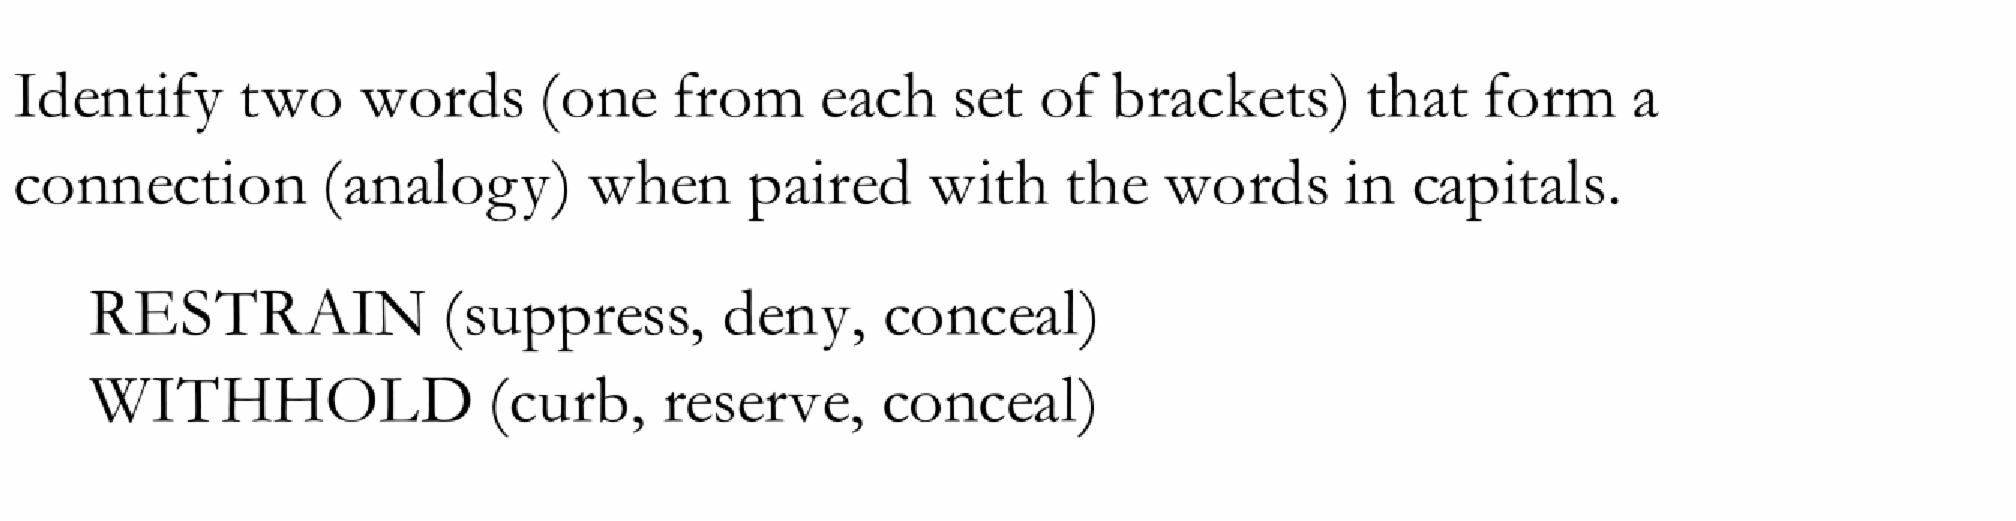 Identify two words (one from each set of brackets) that form a
connection (analogy) when paired with the words in capitals.
RESTRAIN (suppress, deny, conceal)
WITHHOLD (curb, reserve, conceal)